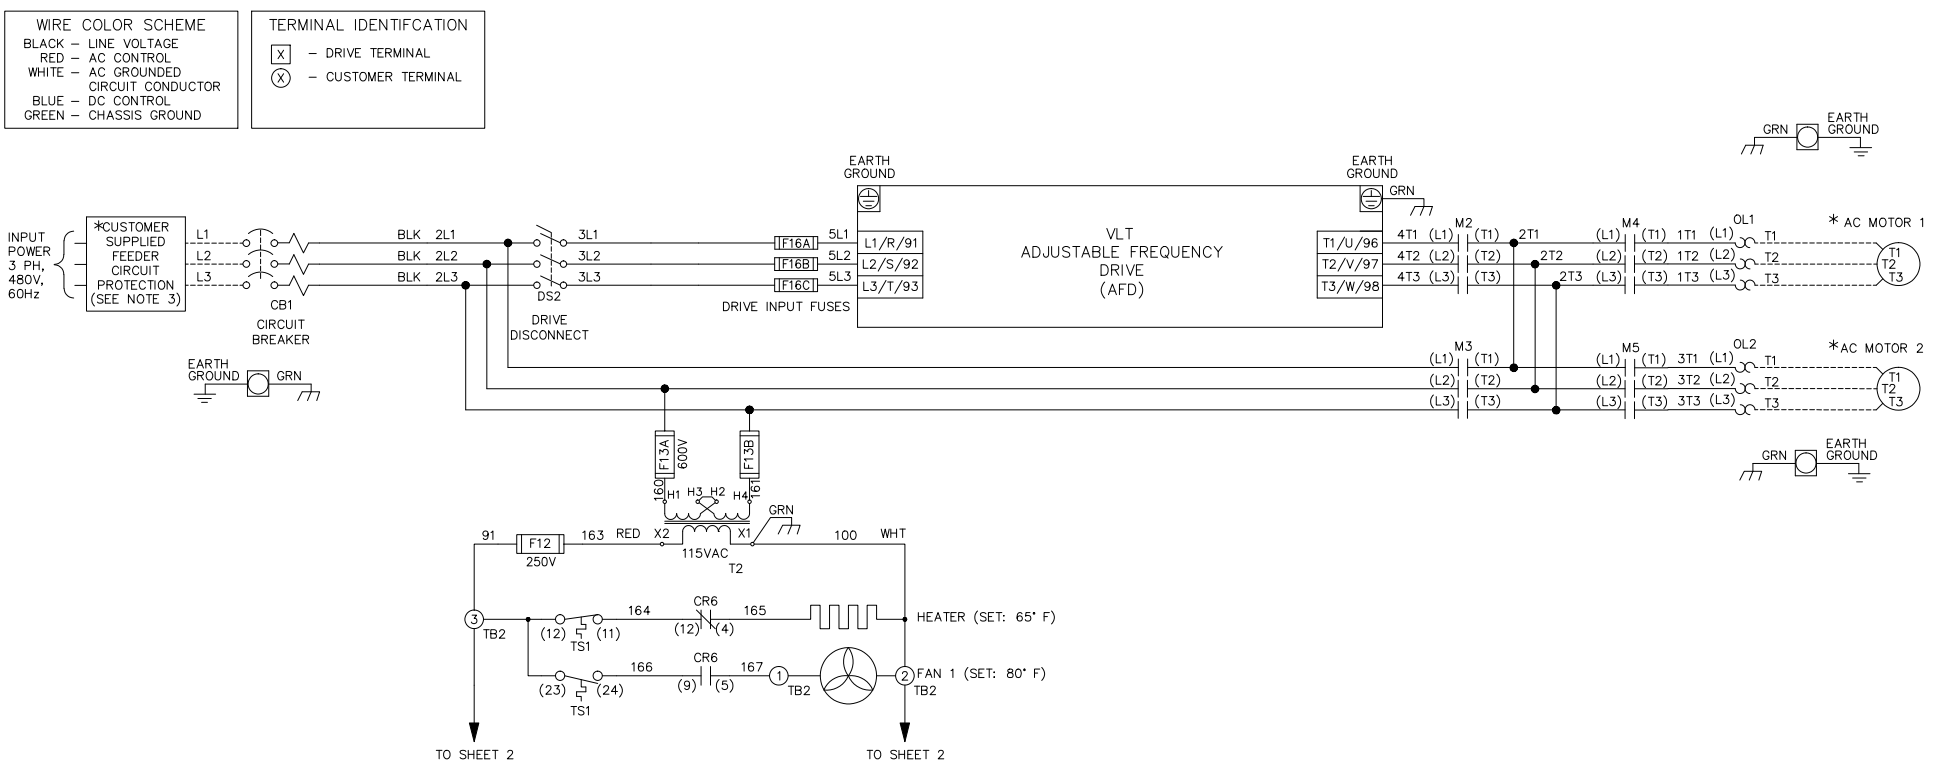 WIRE COLOR SCHEME
BLACK – LINE VOLTAGE
RED – AC CONTROL
WHITE – AC GROUNDED
CIRCUIT CONDUCTOR
BLUE – DC CONTROL
GREEN – CHASSIS GROUND
TERMINAL IDENTIFCATION
X – DRIVE TERMINAL
X – CUSTOMER TERMINAL
GRN
EARTH
GROUND
EARTH
GROUND
EARTH
GROUND
GRN
INPUT
POWER
3 PH,
480V,
60Hz
*CUSTOMER
SUPPLIED
FEEDER
CIRCUIT
PROTECTION
(SEE NOTE 3)
L1
L2
L3
CB1
CIRCUIT
BREAKER
BLK 2L1
BLK 2L2
BLK 2L3
DS2
DRIVE
DISCONNECT
3L1
3L2
3L3
F16A
F16B
F16C
DRIVE INPUT FUSES
5L1
5L2
5L3
L1/R/91
L2/S/92
L3/T/93
VLT
ADJUSTABLE FREQUENCY
DRIVE
(AFD)
T1/U/96
T2/V/97
T3/W/98
M2
4T1 (L1) (T1) 2T1
4T2 (L2) (T2) 2T2
4T3 (L3) (T3) 2T3
M4
(L1) (T1) 1T1 (L1)
(L2) (T2) 1T2 (L2)
(L3) (T3) 1T3 (L3)
OL1
T1
T2
T3
* AC MOTOR 1
T1
T2
T3
EARTH
GROUND
GRN
M3
(L1) (T1)
(L2) (T2)
(L3) (T3)
M5
(L1) (T1) 3T1 (L1)
(L2) (T2) 3T2 (L2)
(L3) (T3) 3T3 (L3)
OL2
T1
T2
T3
*AC MOTOR 2
T1
T2
T3
GRN
EARTH
GROUND
F13A
600V
F13B
160
161
H1 H3 H2 H4
GRN
91
F12
250V
163 RED X2
X1
115VAC
T2
100 WHT
3
TB2
(12) (11)
TS1
164
CR6
(12) (4)
165
HEATER (SET: 65° F)
(23) (24)
TS1
166
CR6
(9) (5)
167
1
TB2
2
TB2
FAN 1 (SET: 80° F)
TO SHEET 2
TO SHEET 2